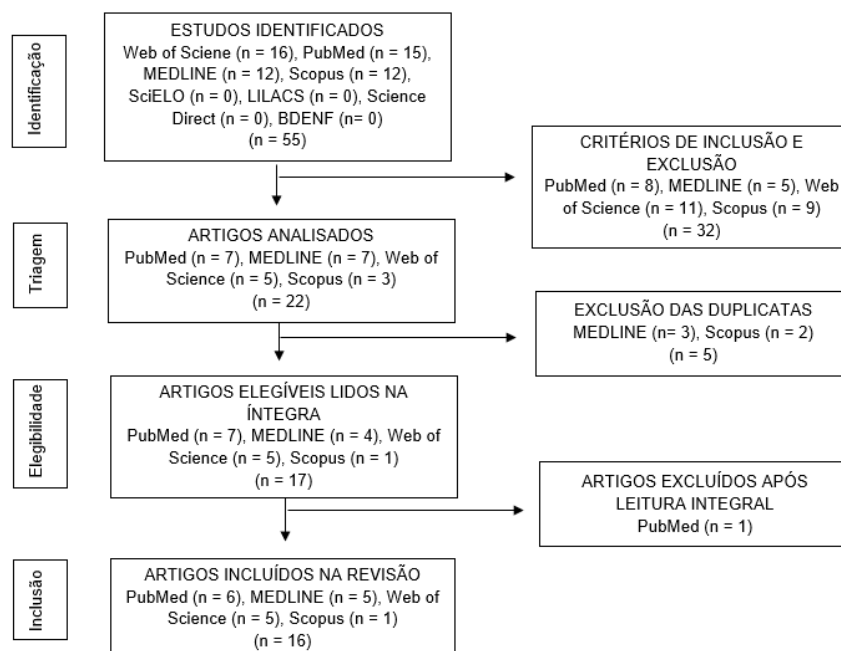 Identificação
ESTUDOS IDENTIFICADOS
Web of Sciene (n = 16), PubMed (n = 15),
MEDLINE (n = 12), Scopus (n = 12),
SciELO (n = 0), LILACS (n = 0), Science
Direct (n = 0), BDENF (n= 0)
(n = 55)
CRITÉRIOS DE INCLUSÃO E
EXCLUSÃO
PubMed (n = 8), MEDLINE (n = 5), Web
of Science (n = 11), Scopus (n = 9)
(n = 32)
Triagem
ARTIGOS ANALISADOS
PubMed (n = 7), MEDLINE (n = 7), Web of
Science (n = 5), Scopus (n = 3)
(n = 22)
EXCLUSÃO DAS DUPLICATAS
MEDLINE (n= 3), Scopus (n = 2)
(n = 5)
Elegibilidade
ARTIGOS ELEGÍVEIS LIDOS NA
ÍNTEGRA
PubMed (n = 7), MEDLINE (n = 4), Web of
Science (n = 5), Scopus (n = 1)
(n = 17)
ARTIGOS EXCLUÍDOS APÓS
LEITURA INTEGRAL
PubMed (n = 1)
Inclusão
ARTIGOS INCLUÍDOS NA REVISÃO
PubMed (n = 6), MEDLINE (n = 5), Web of
Science (n = 5), Scopus (n = 1)
(n = 16)